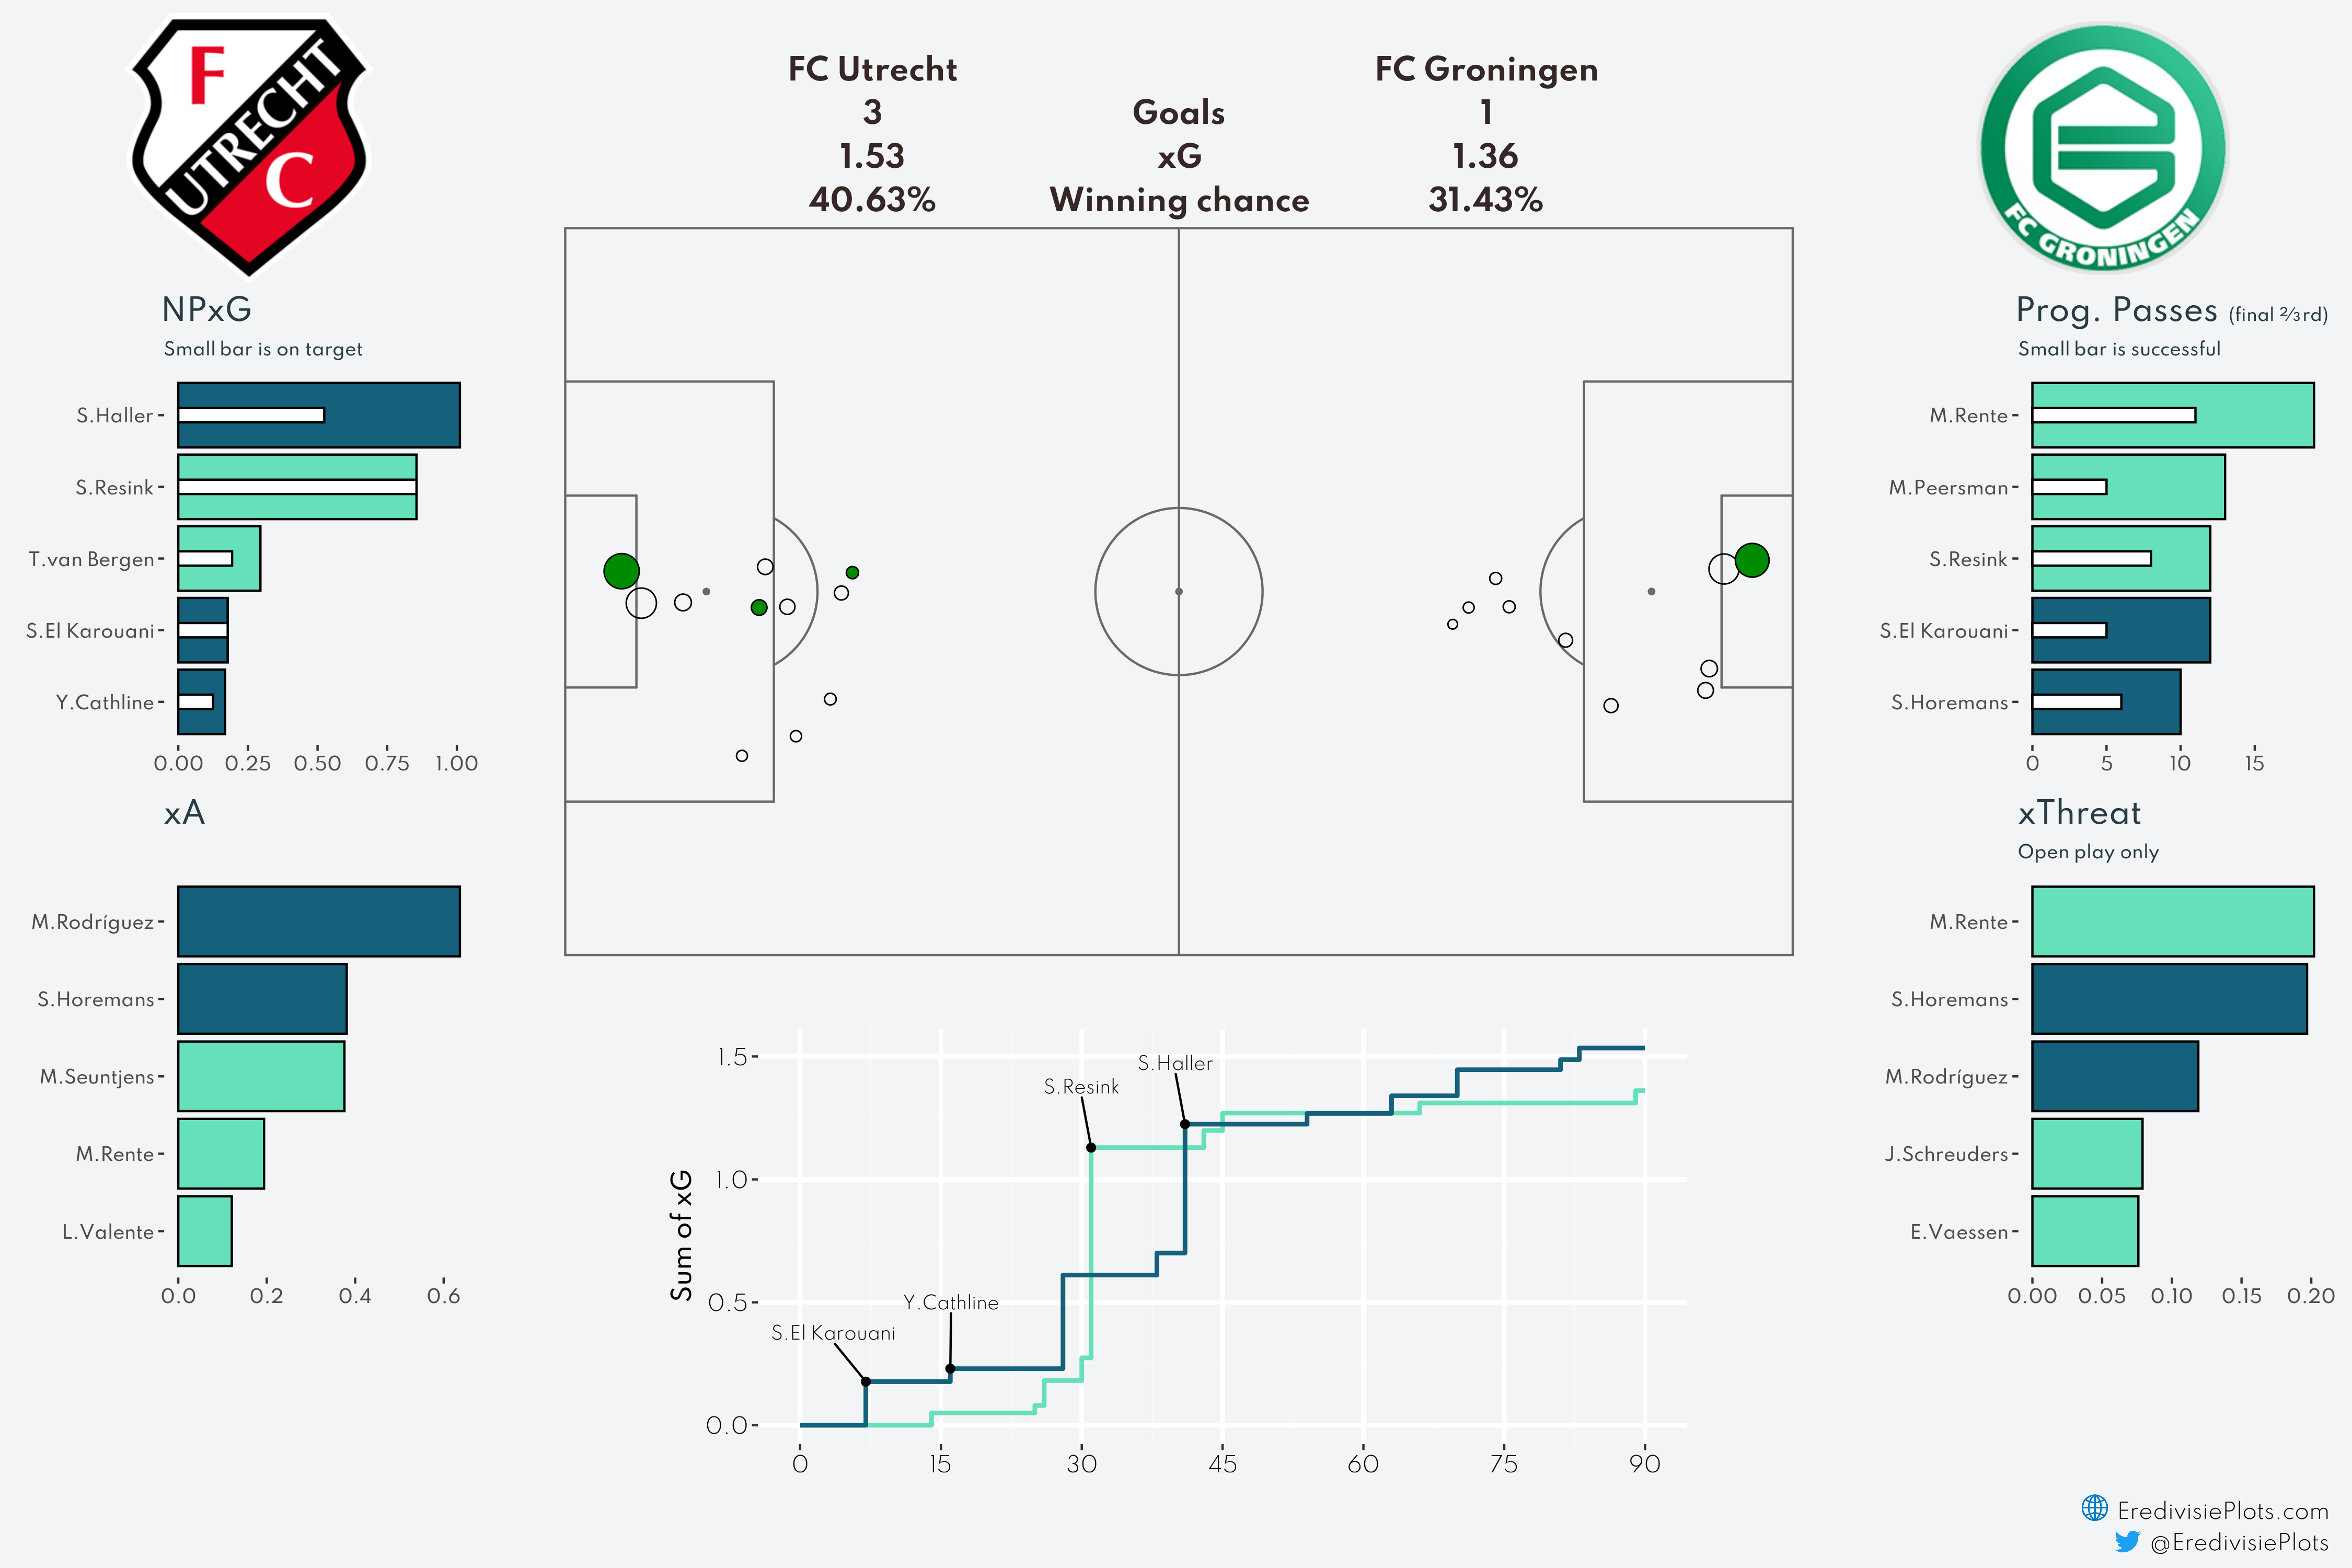 F
UTRECHT
C
FC Utrecht
FC Groningen
3
Goals
1
1.53
xG
1.36
40.63%
Winning chance
31.43%
FC GRONINGEN
NPxG
Small bar is on target
S.Haller
S.Resink
T.van Bergen
S.El Karouani
Y.Cathline
0.00 0.25 0.50 0.75 1.00
xA
M.Rodríguez
S.Horemans
M.Seuntjens
M.Rente
L.Valente
0.0 0.2 0.4 0.6
Sum of xG
1.5
1.0
0.5
0.0
S.Haller
S.Resink
Y.Cathline
S.El Karouani
0 15 30 45 60 75 90
Prog. Passes (final ⅔rd)
Small bar is successful
M.Rente
M.Peersman
S.Resink
S.El Karouani
S.Horemans
0 5 10 15
xThreat
Open play only
M.Rente
S.Horemans
M.Rodríguez
J.Schreuders
E.Vaessen
0.00 0.05 0.10 0.15 0.20
EredivisiePlots.com
@EredivisiePlots